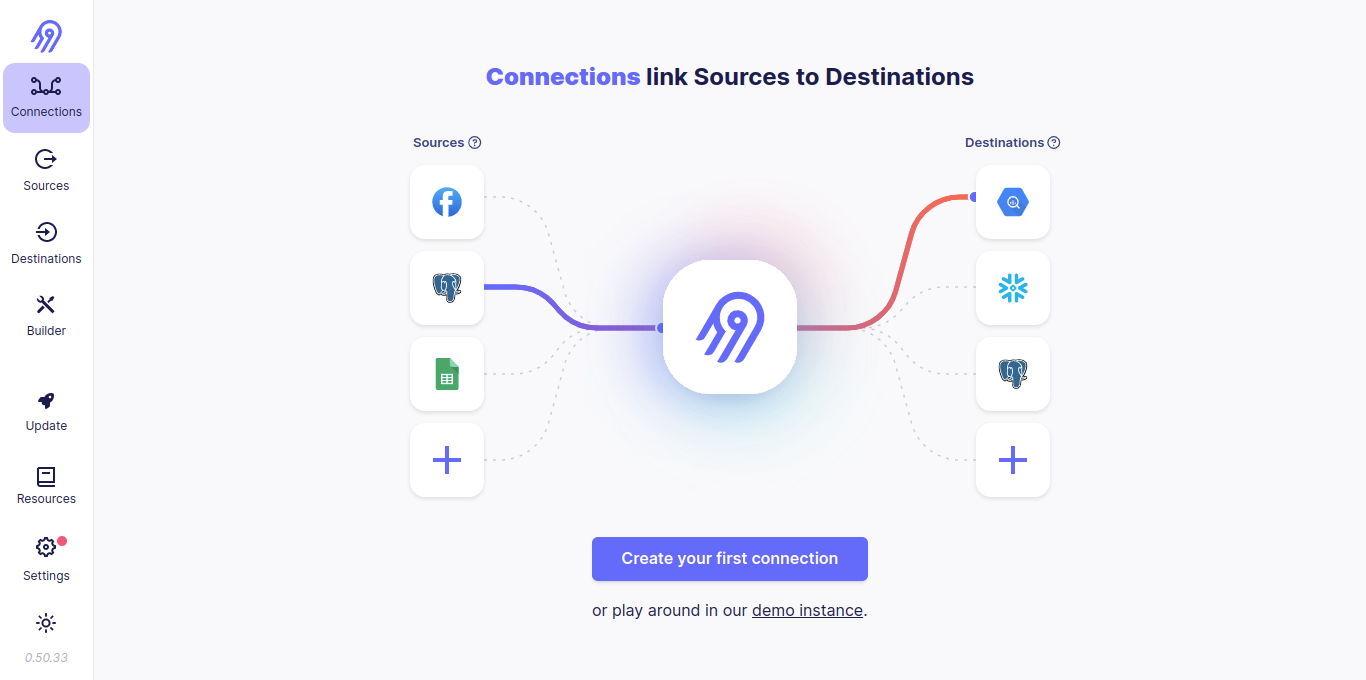 Connections
Sources
Destinations
Builder
Update
Resources
Settings
0.50.33
Connections link Sources to Destinations
Sources
Destinations
Create your first connection
or play around in our demo instance.